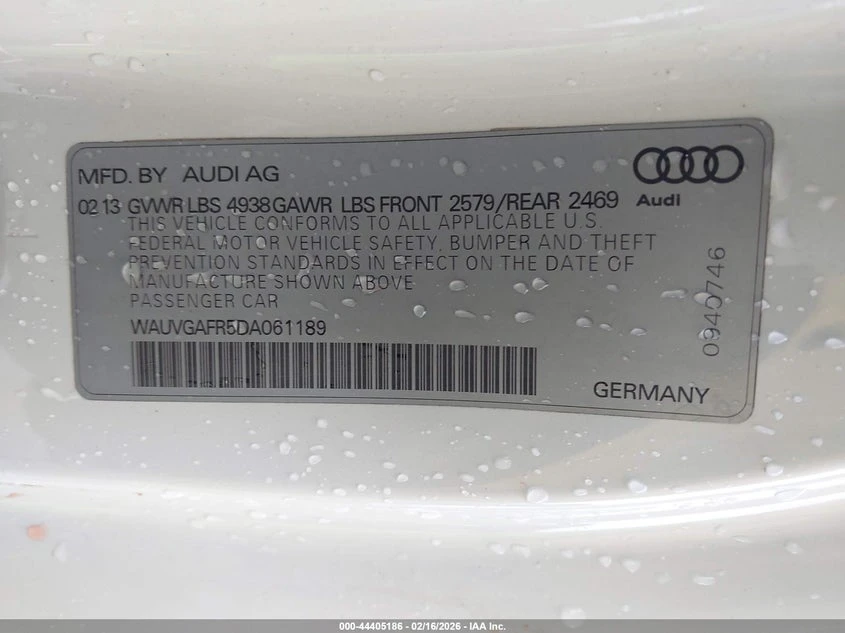 MFD. BY AUDI AG
Audi
02 13 GVWR LBS 4938 GAWR LBS FRONT 2579/REAR 2469
THIS VEHICLE CONFORMS TO ALL APPLICABLE U.S.
FEDERAL MOTOR VEHICLE SAFETY, BUMPER AND THEFT
PREVENTION STANDARDS IN EFFECT ON THE DATE OF
MANUFACTURE SHOWN ABOVE
PASSENGER CAR
WAUVGAFR5DA061189
0940746
GERMANY
000-44405186 - 02/16/2026 - IAA Inc.